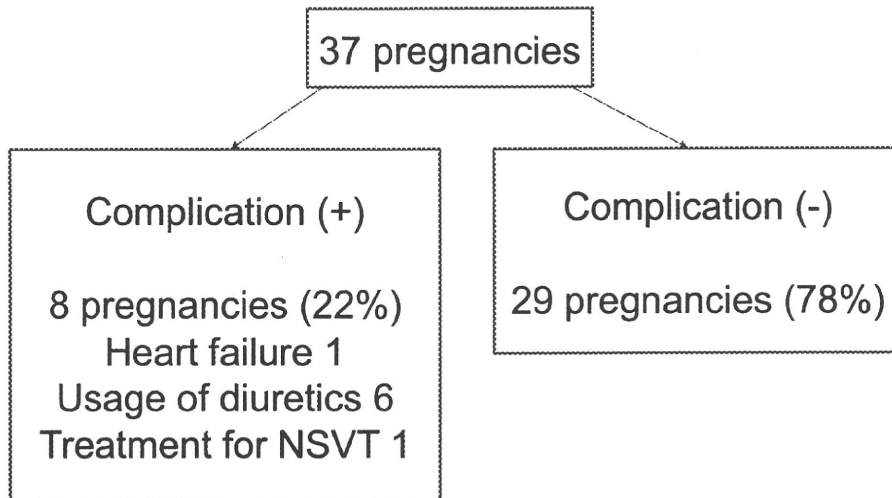 37 pregnancies
Complication (+)
8 pregnancies (22%)
Heart failure 1
Usage of diuretics 6
Treatment for NSVT 1
Complication (-)
29 pregnancies (78%)